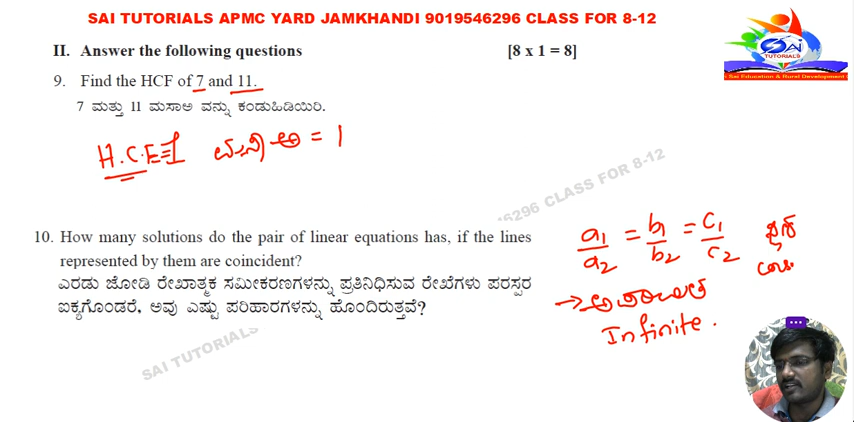 SAI TUTORIALS APMC YARD JAMKHANDI 9019546296 CLASS FOR 8-12
SAI
TUTORIALS
Sai Education & Rural Development
II. Answer the following questions [8 x 1 = 8]
9. Find the HCF of 7 and 11.
7 ಮತ್ತು 11 ಮಸಾಅ ವನ್ನು ಕಂಡುಹಿಡಿಯಿರಿ.
H.C.F = 1
= 1
46296 CLASS FOR 8-12
10. How many solutions do the pair of linear equations has, if the lines
represented by them are coincident?
ಎರಡು ಜೋಡಿ ರೇಖಾತ್ಮಕ ಸಮೀಕರಣಗಳನ್ನು ಪ್ರತಿನಿಧಿಸುವ ರೇಖೆಗಳು ಪರಸ್ಪರ
ಐಕ್ಯಗೊಂಡರೆ, ಅವು ಎಷ್ಟು ಪರಿಹಾರಗಳನ್ನು ಹೊಂದಿರುತ್ತವೆ?
a1/a2 = b1/b2 = c1/c2
→ ಅಪರಿಮಿತ
Infinite.
SAI TUTORIALS